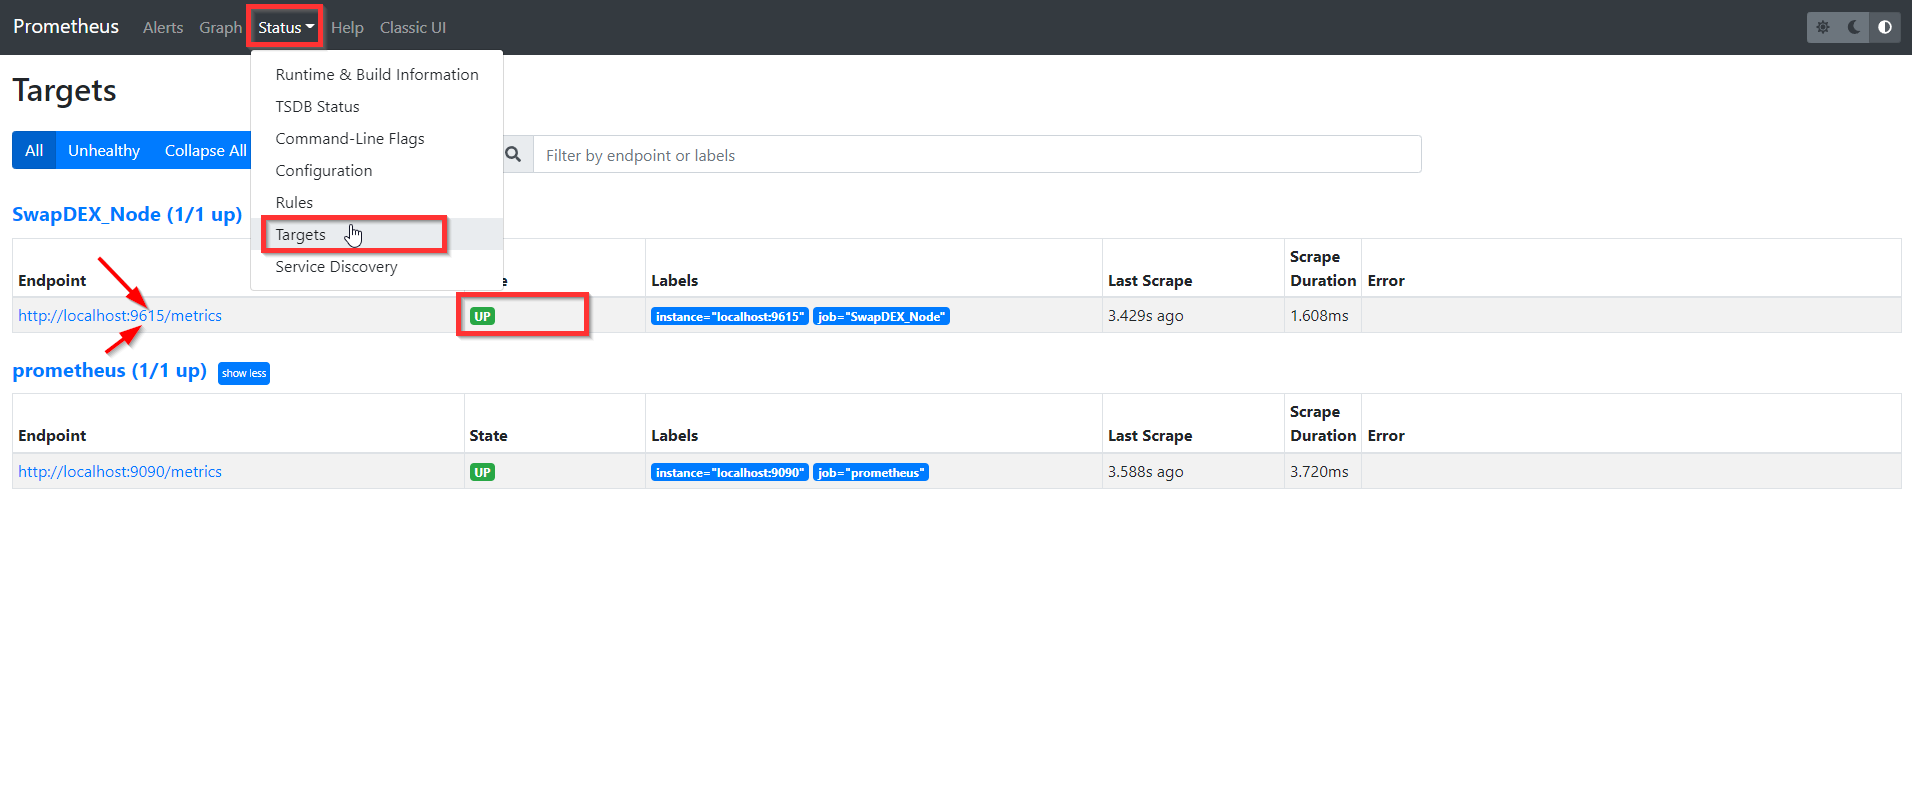 Prometheus Alerts Graph Status Help Classic UI
Runtime & Build Information
TSDB Status
Command-Line Flags
Configuration
Rules
Targets
Service Discovery
Targets
All Unhealthy Collapse All
Filter by endpoint or labels
SwapDEX_Node (1/1 up)
Endpoint e Labels Last Scrape Scrape Duration Error
http://localhost:9615/metrics UP instance="localhost:9615" job="SwapDEX_Node" 3.429s ago 1.608ms
prometheus (1/1 up) show less
Endpoint State Labels Last Scrape Scrape Duration Error
http://localhost:9090/metrics UP instance="localhost:9090" job="prometheus" 3.588s ago 3.720ms